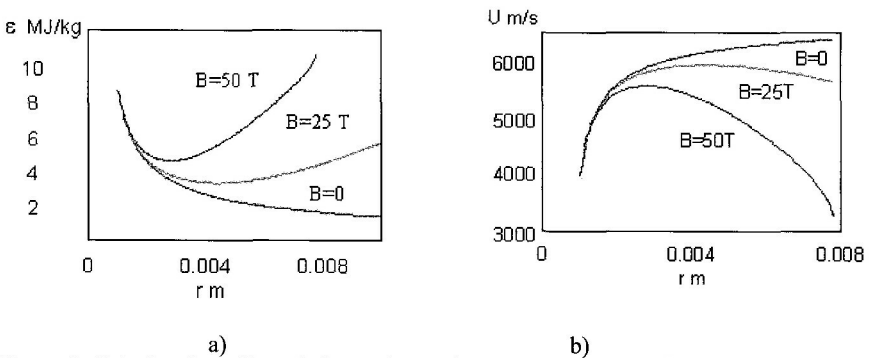 ε MJ/kg
10
8
6
4
2
B=50 T
B=25 T
B=0
0
0.004
0.008
r m
a)
U m/s
6000
5000
4000
3000
B=0
B=25T
B=50T
0
0.004
0.008
r m
b)